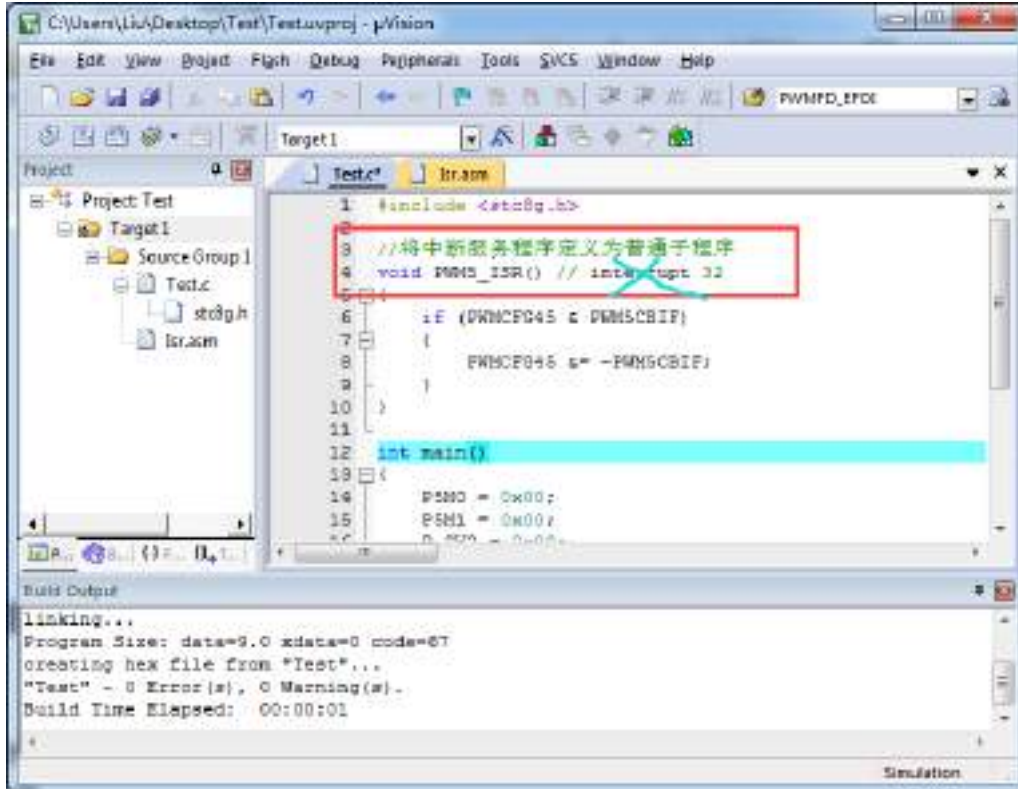 C:\Users\Liu\Desktop\Test\Test.uvproj - µVision
File Edit View Project Flash Debug Peripherals Tools SVCS Window Help
Target 1
Project
Test.c*
Isr.asm
Project: Test
Target 1
Source Group 1
Test.c
stc8g.h
Isr.asm
1 #include <stc8g.h>
2
3 //将中断服务程序定义为普通子程序
4 void PWM5_ISR() // interrupt 32
5 {
6 if (PWMCFG45 & PWM5CBIF)
7 {
8 PWMCFG45 &= ~PWM5CBIF;
9 }
10 }
11
12 int main()
13 {
14 P5M0 = 0x00;
15 P5M1 = 0x00;
Build Output
linking...
Program Size: data=9.0 xdata=0 code=67
creating hex file from "Test"...
"Test" - 0 Error(s), 0 Warning(s).
Build Time Elapsed: 00:00:01
Simulation